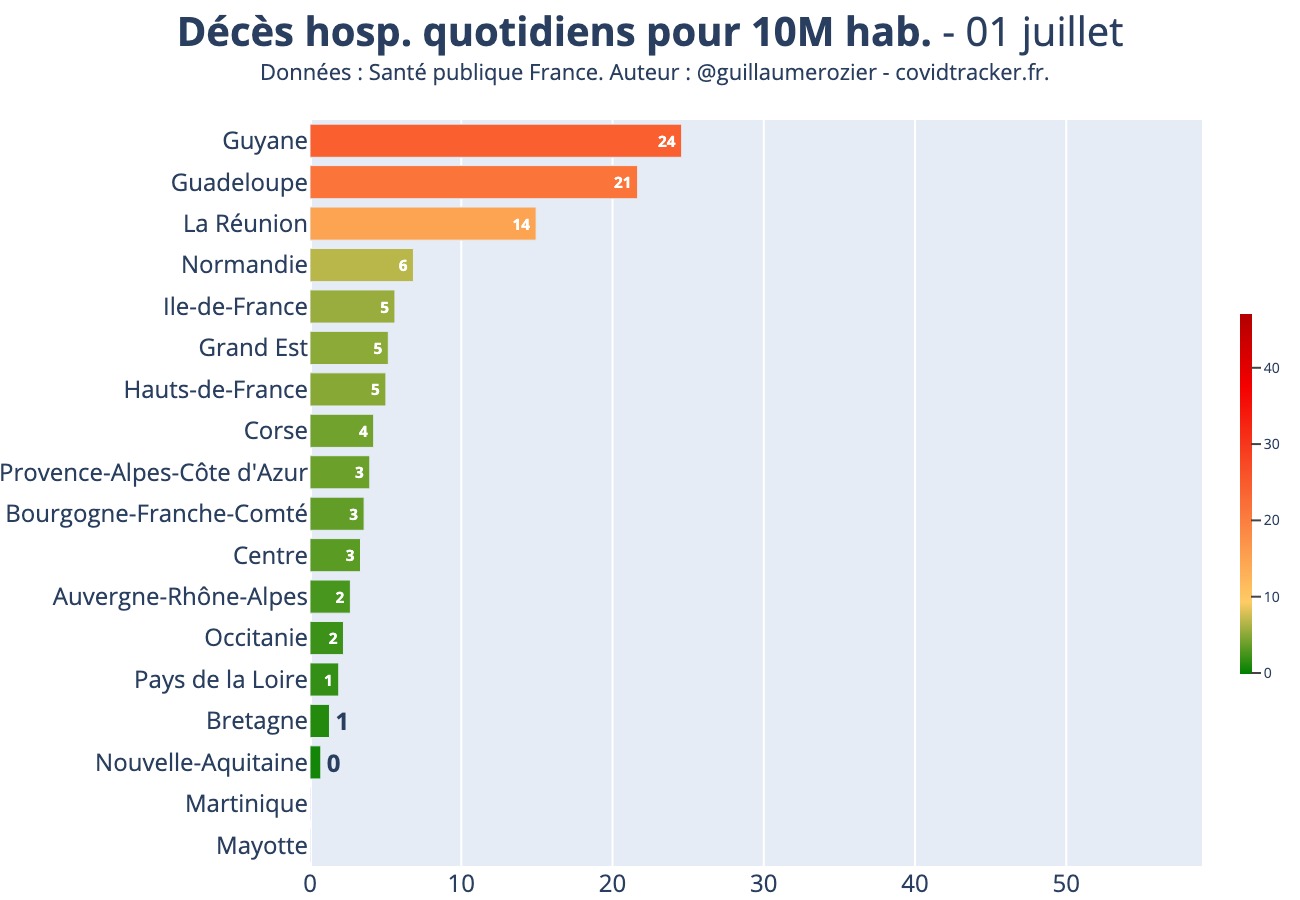 Décès hosp. quotidiens pour 10M hab. - 01 juillet
Données : Santé publique France. Auteur : @guillaumerozier - covidtracker.fr.
Guyane 24
Guadeloupe 21
La Réunion 14
Normandie 6
Ile-de-France 5
Grand Est 5
Hauts-de-France 5
Corse 4
Provence-Alpes-Côte d'Azur 3
Bourgogne-Franche-Comté 3
Centre 3
Auvergne-Rhône-Alpes 2
Occitanie 2
Pays de la Loire 1
Bretagne 1
Nouvelle-Aquitaine 0
Martinique
Mayotte
0 10 20 30 40 50
40
30
20
10
0